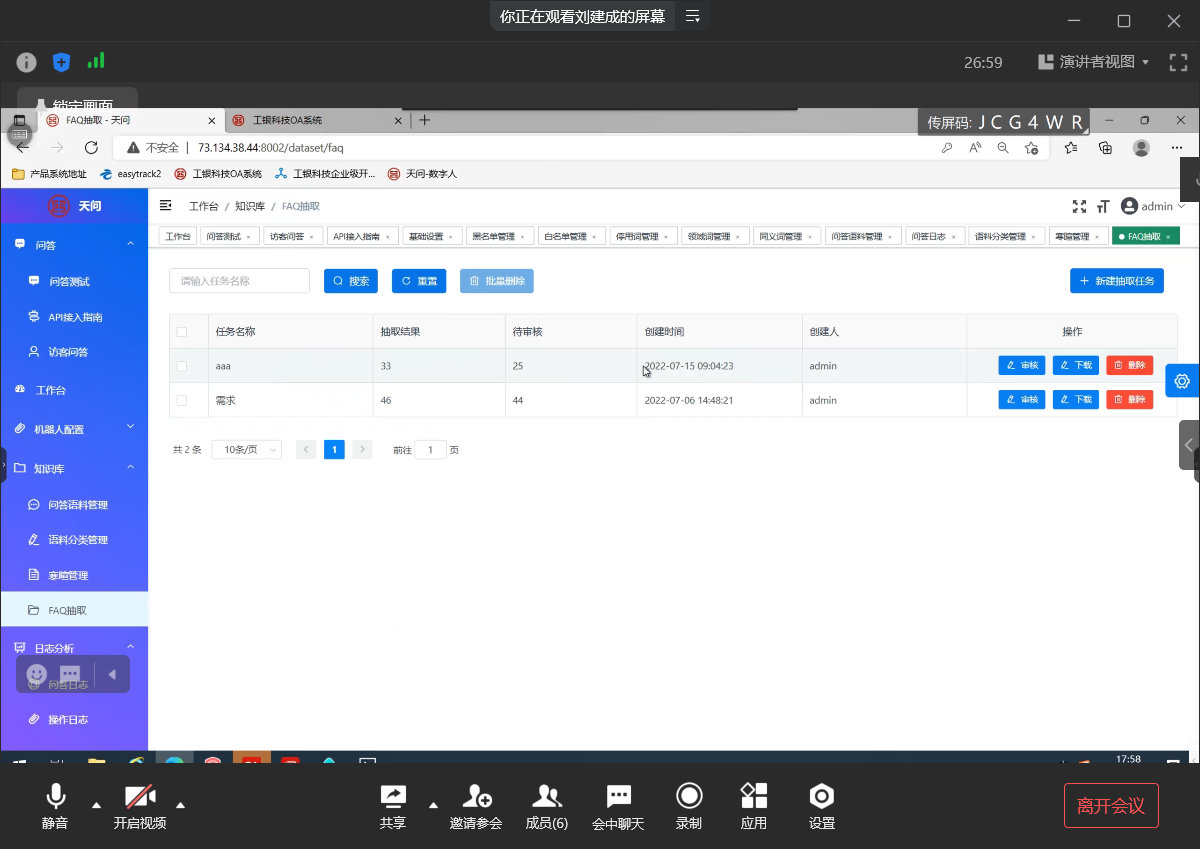 你正在观看刘建成的屏幕
26:59
演讲者视图
锁定画面
FAQ抽取 - 天问
工银科技OA系统
传屏码: J C G 4 W R
不安全
73.134.38.44:8002/dataset/faq
产品系统地址
easytrack2
工银科技OA系统
工银科技企业级开...
天问-数字人
天问
工作台 / 知识库 / FAQ抽取
admin
工作台
问答测试 ×
访客问答 ×
API接入指南 ×
基础设置 ×
黑名单管理 ×
白名单管理 ×
停用词管理 ×
领域词管理 ×
同义词管理 ×
问答语料管理 ×
问答日志 ×
语料分类管理 ×
寒暄管理 ×
FAQ抽取 ×
问答
问答测试
API接入指南
访客问答
工作台
机器人配置
知识库
问答语料管理
语料分类管理
寒暄管理
FAQ抽取
日志分析
问答日志
操作日志
请输入任务名称
搜索
重置
批量删除
新建抽取任务
任务名称 抽取结果 待审核 创建时间 创建人 操作
aaa 33 25 2022-07-15 09:04:23 admin 审核 下载 删除
需求 46 44 2022-07-06 14:48:21 admin 审核 下载 删除
共 2 条 10条/页 1 前往 1 页
17:58
静音
开启视频
共享
邀请参会
成员(6)
会中聊天
录制
应用
设置
离开会议